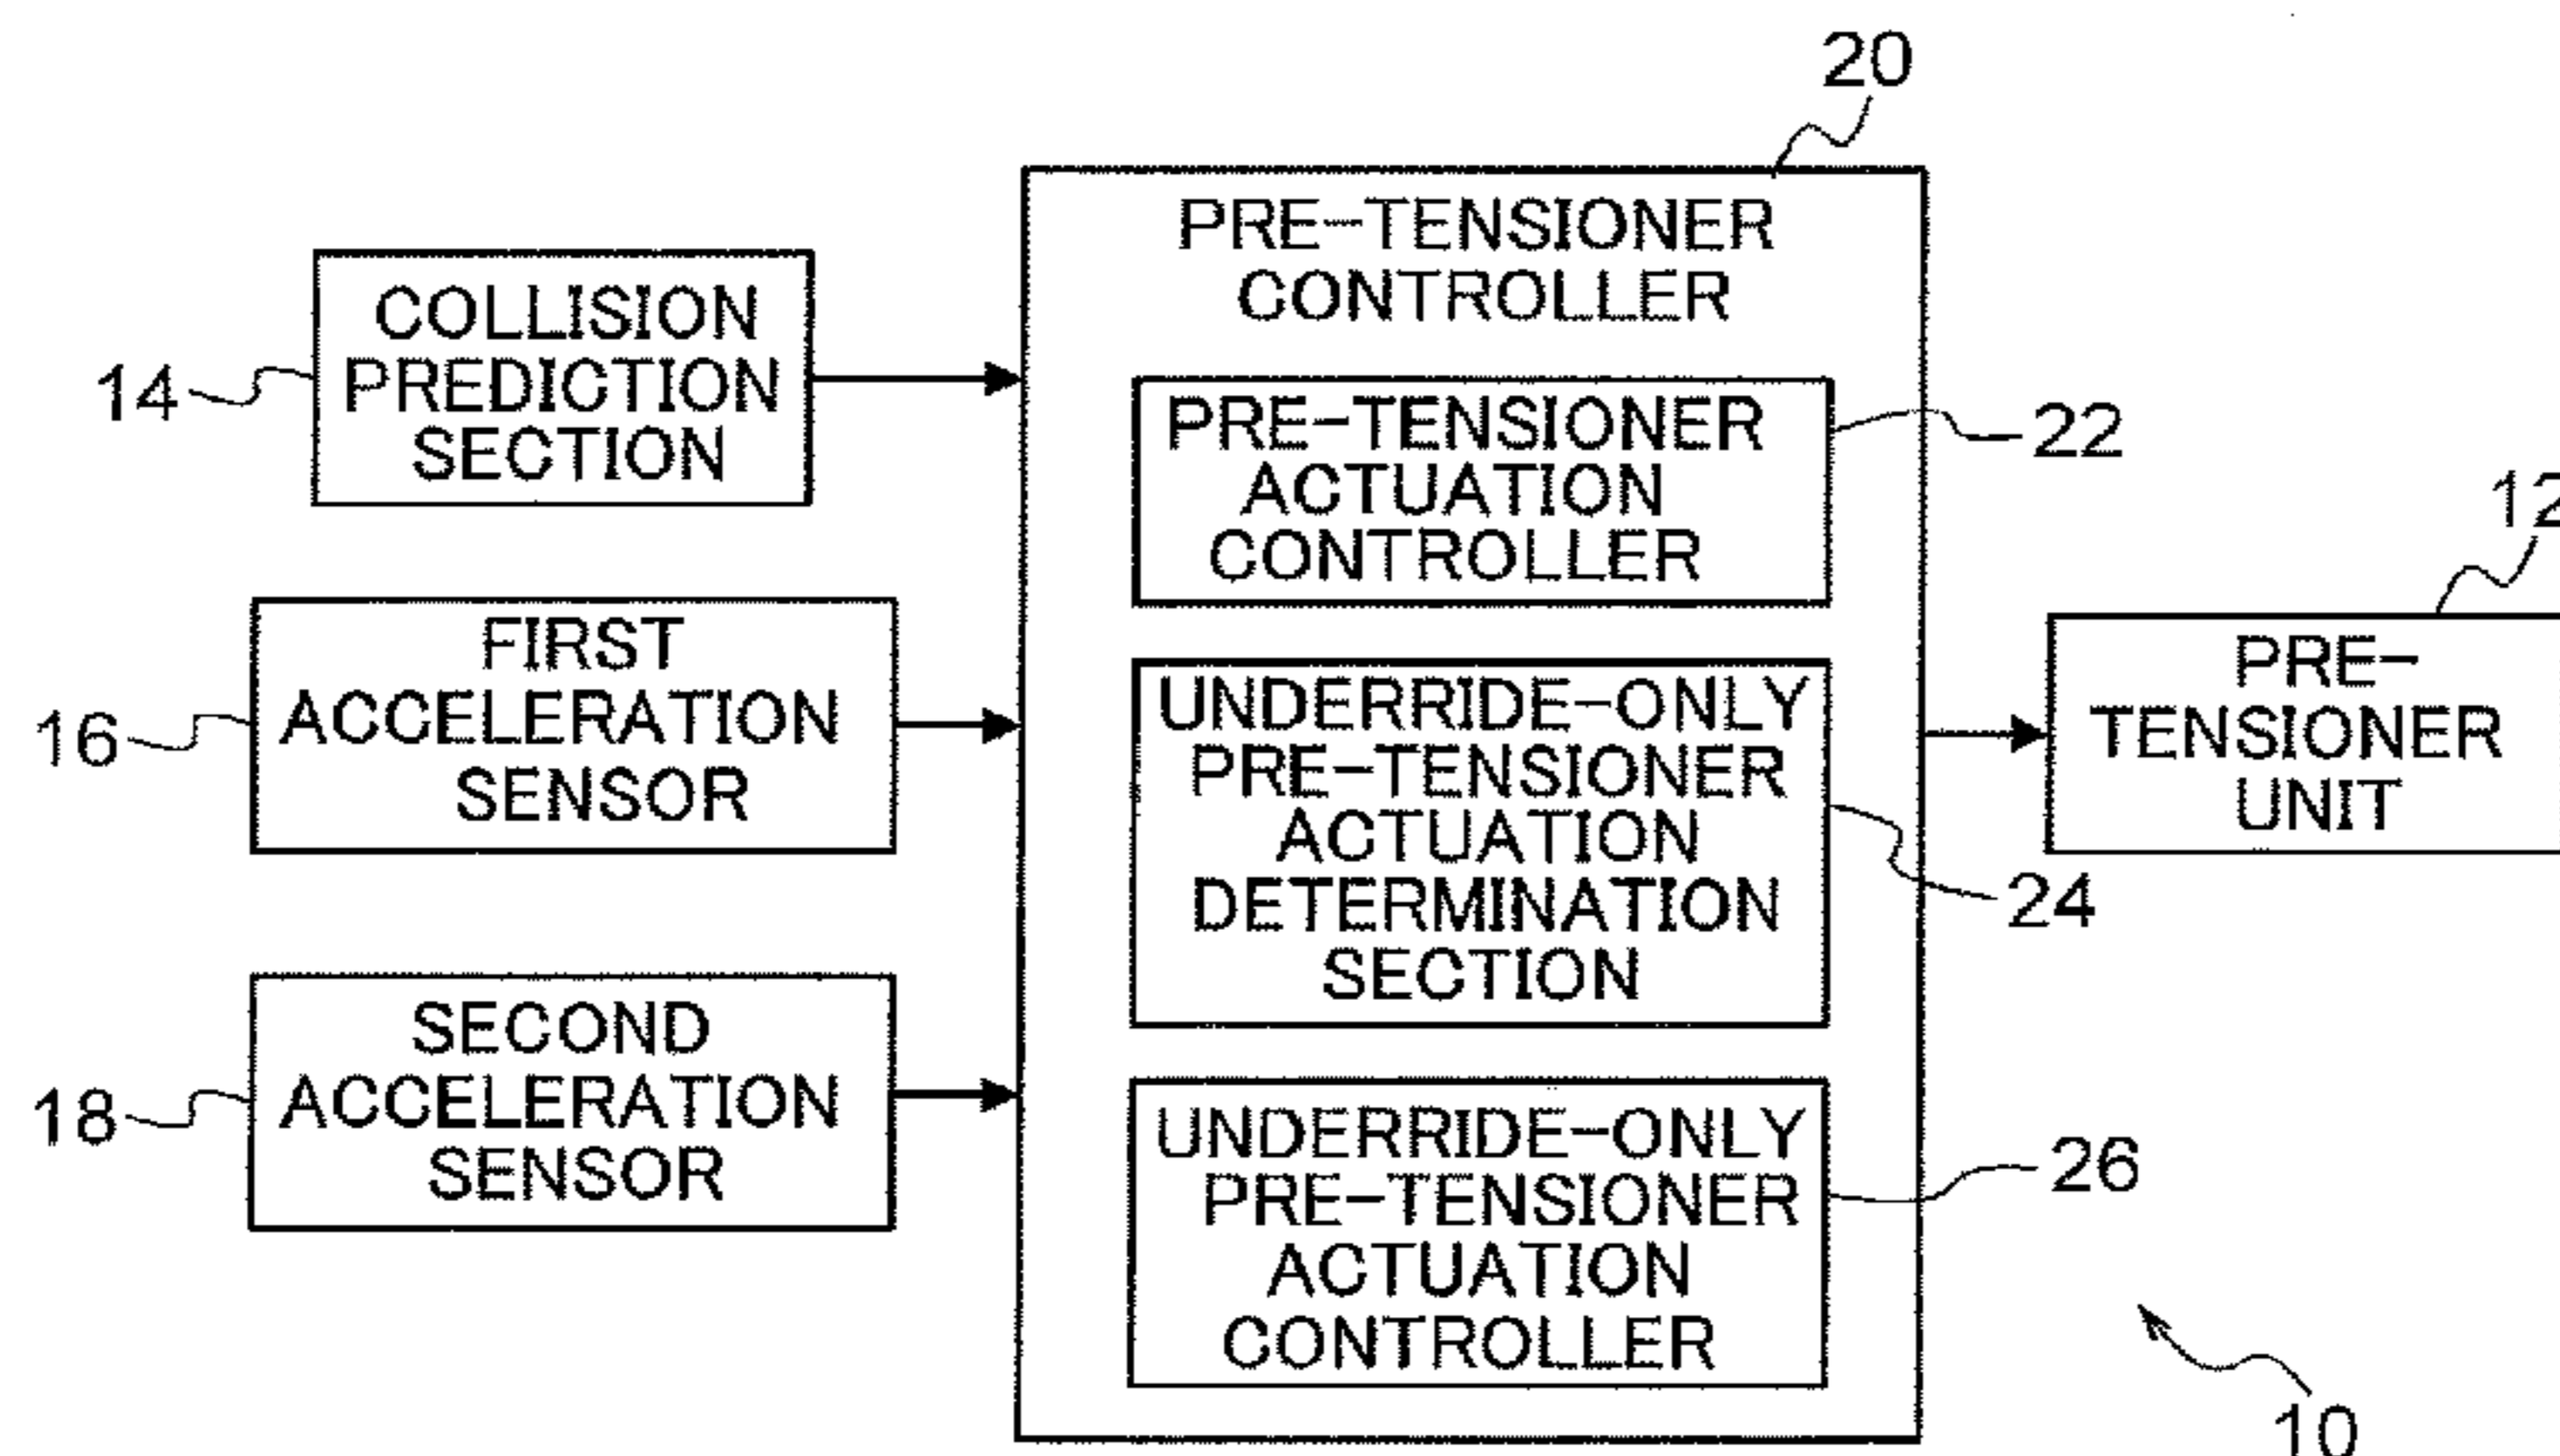 20
PRE-TENSIONER
CONTROLLER
COLLISION
PREDICTION
SECTION
14
PRE-TENSIONER
ACTUATION
CONTROLLER
22
12
FIRST
ACCELERATION
SENSOR
16
UNDERRIDE-ONLY
PRE-TENSIONER
ACTUATION
DETERMINATION
SECTION
24
PRE-
TENSIONER
UNIT
SECOND
ACCELERATION
SENSOR
18
UNDERRIDE-ONLY
PRE-TENSIONER
ACTUATION
CONTROLLER
26
10